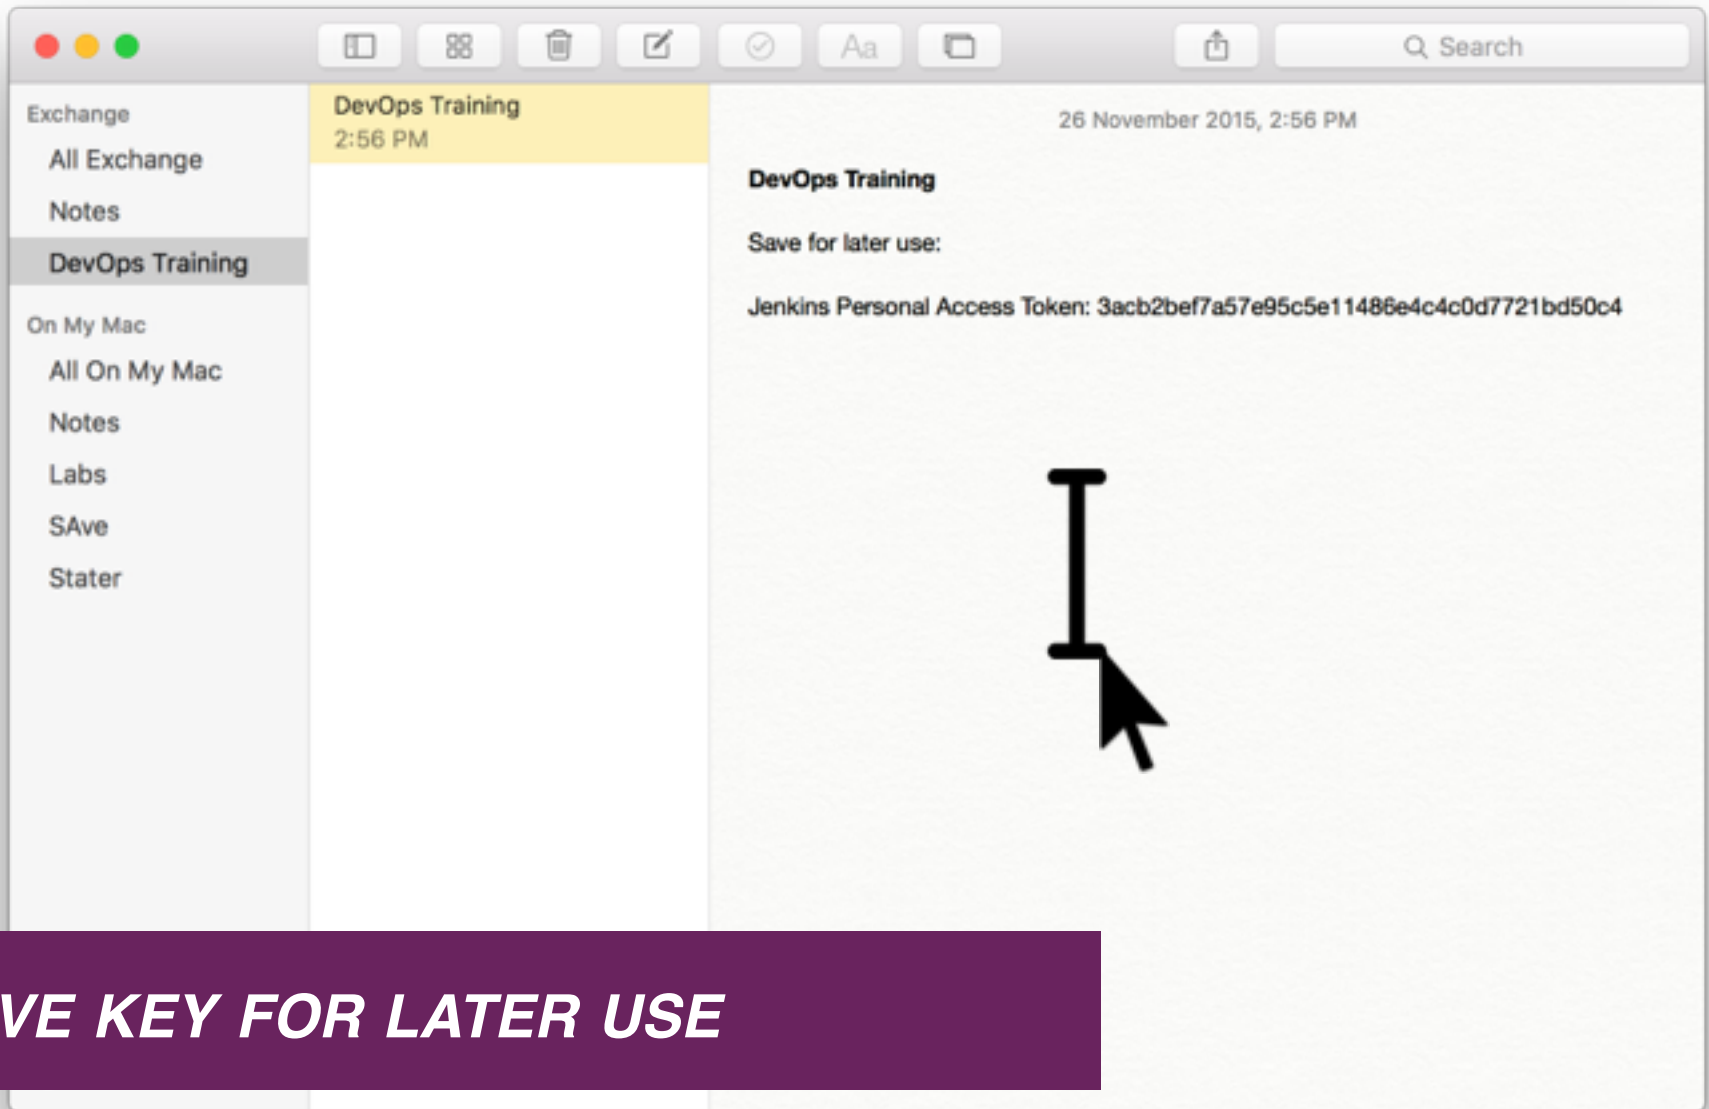 Aa
Search
Exchange
All Exchange
Notes
DevOps Training
On My Mac
All On My Mac
Notes
Labs
SAve
Stater
DevOps Training
2:56 PM
26 November 2015, 2:56 PM
DevOps Training
Save for later use:
Jenkins Personal Access Token: 3acb2bef7a57e95c5e11486e4c4c0d7721bd50c4
VE KEY FOR LATER USE